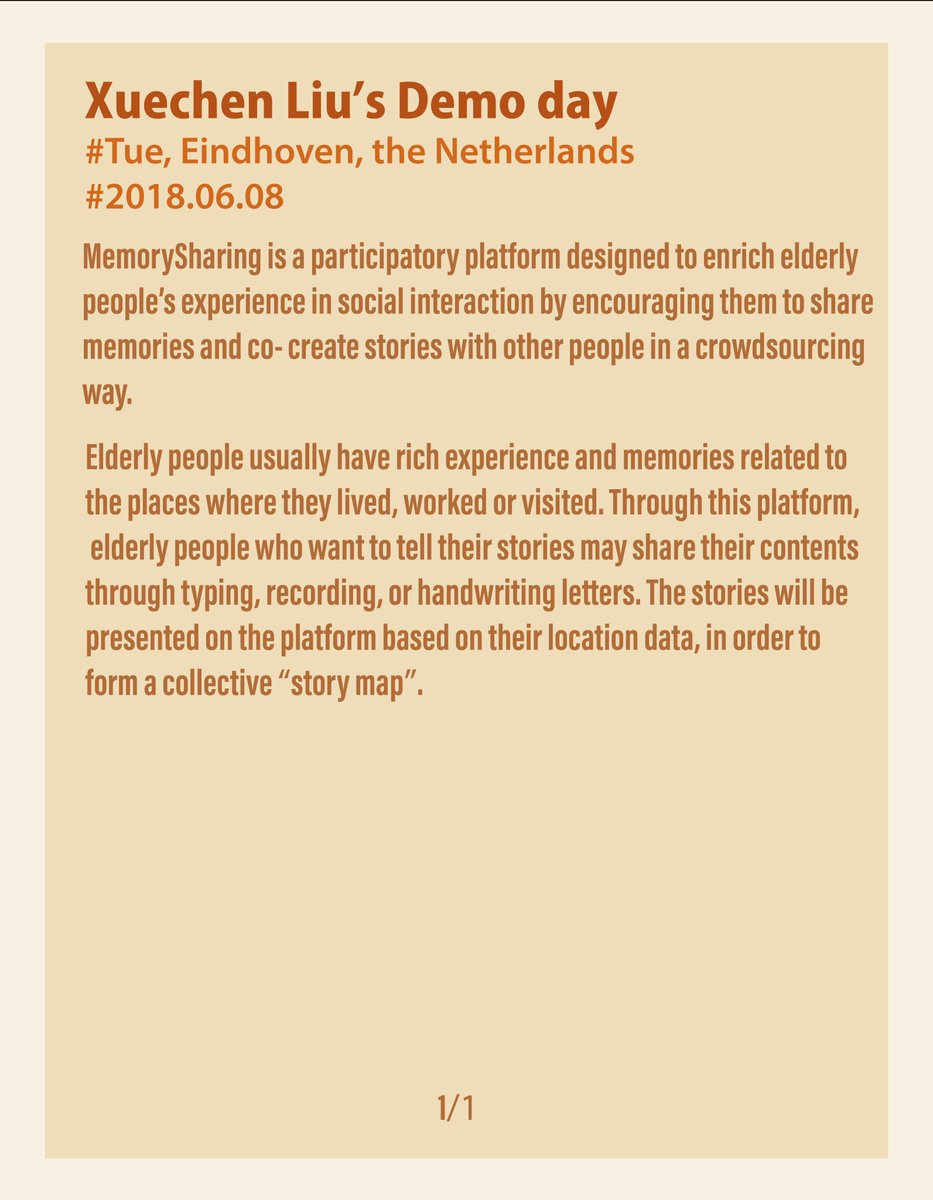 Xuechen Liu’s Demo day
#Tue, Eindhoven, the Netherlands
#2018.06.08
MemorySharing is a participatory platform designed to enrich elderly
people’s experience in social interaction by encouraging them to share
memories and co- create stories with other people in a crowdsourcing
way.
Elderly people usually have rich experience and memories related to
the places where they lived, worked or visited. Through this platform,
elderly people who want to tell their stories may share their contents
through typing, recording, or handwriting letters. The stories will be
presented on the platform based on their location data, in order to
form a collective “story map”.
1/1